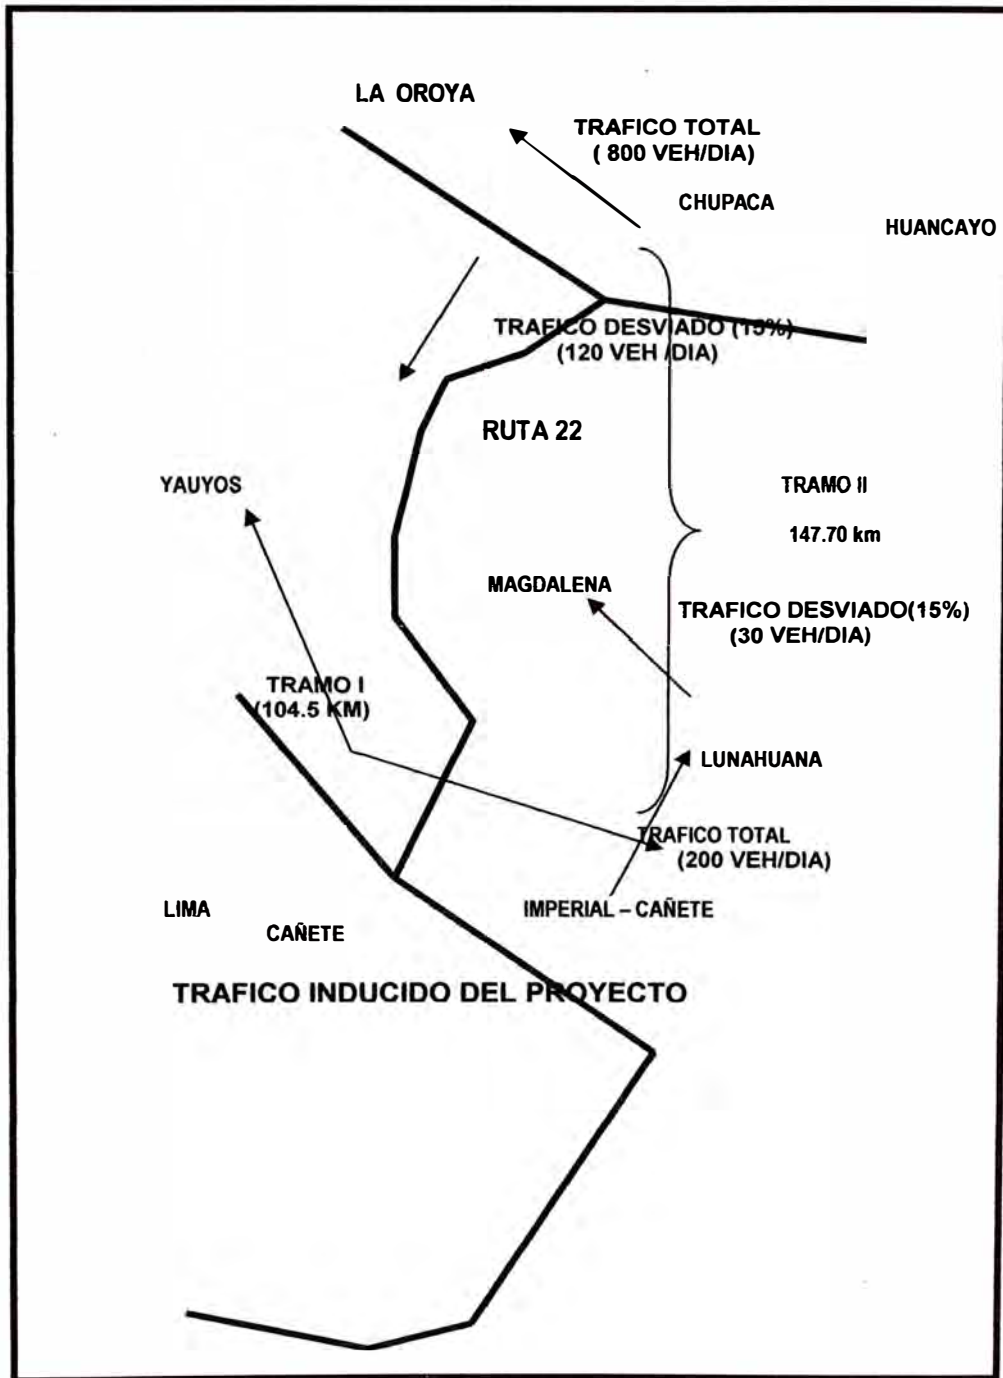 LA OROYA
TRAFICO TOTAL
( 800 VEH/DIA)
CHUPACA
HUANCAYO
TRAFICO DESVIADO (15%)
(120 VEH /DIA)
RUTA 22
YAUYOS
TRAMO II
147.70 km
MAGDALENA
TRAFICO DESVIADO(15%)
(30 VEH/DIA)
TRAMO I
(104.5 KM)
LUNAHUANA
TRAFICO TOTAL
(200 VEH/DIA)
LIMA
IMPERIAL – CAÑETE
CAÑETE
TRAFICO INDUCIDO DEL PROYECTO